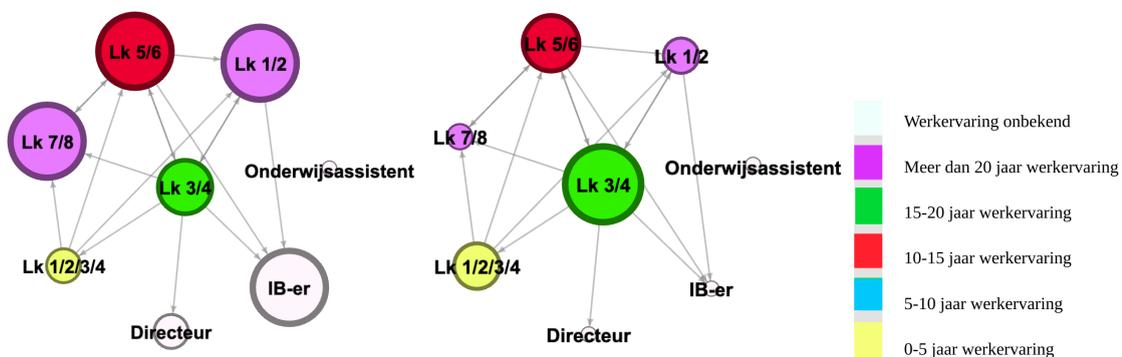 Lk 5/6
Lk 1/2
Lk 7/8
Onderwijsassistent
Lk 3/4
Lk 1/2/3/4
IB-er
Directeur
Lk 5/6
Lk 1/2
Lk 7/8
Onderwijsassistent
Lk 3/4
Lk 1/2/3/4
IB-er
Directeur
Werkervaring onbekend
Meer dan 20 jaar werkervaring
15-20 jaar werkervaring
10-15 jaar werkervaring
5-10 jaar werkervaring
0-5 jaar werkervaring